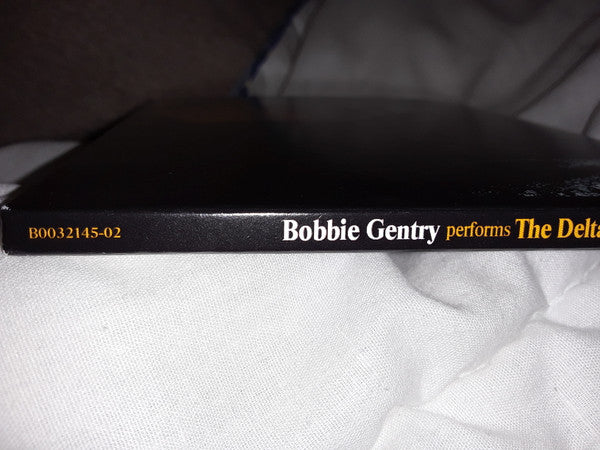 B0032145-02 Bobbie Gentry performs The Delta